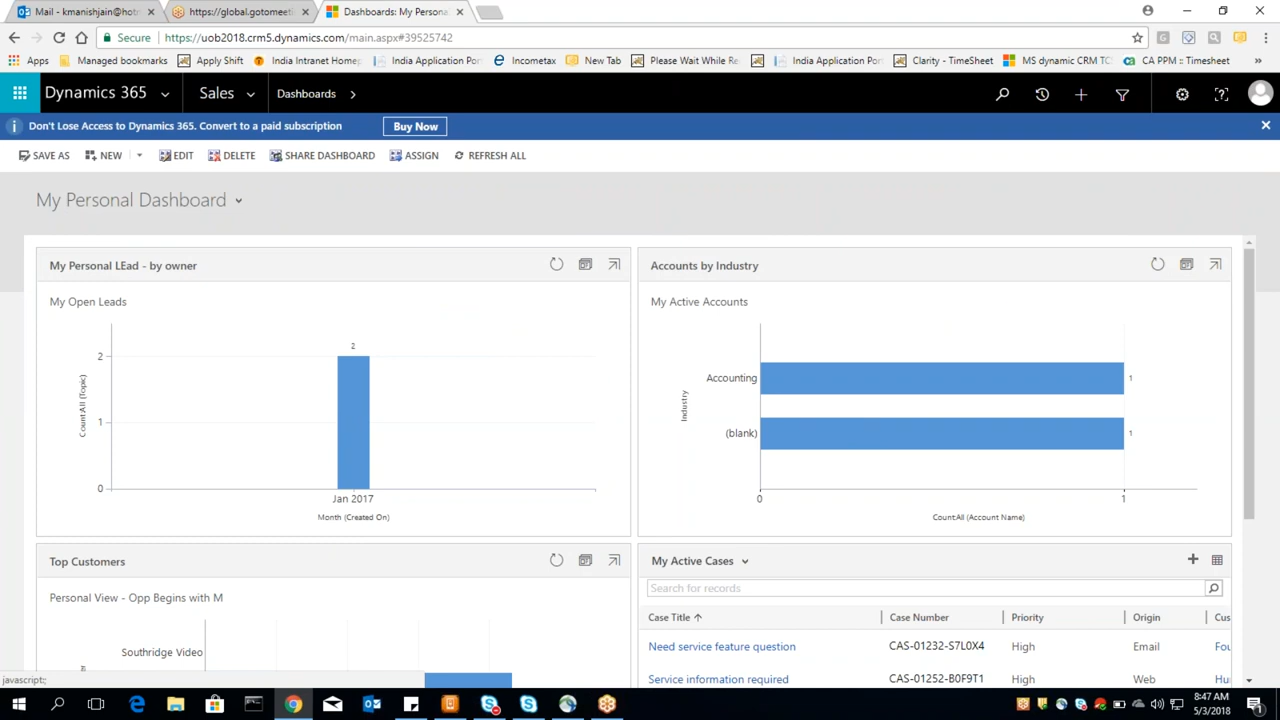 Mail - kmanishjain@hotm
https://global.gotomeeti
Dashboards: My Persona
Secure
https://uob2018.crm5.dynamics.com/main.aspx#39525742
Apps
Managed bookmarks
Apply Shift
India Intranet Home
India Application Por
Incometax
New Tab
Please Wait While Re
India Application Por
Clarity - TimeSheet
MS dynamic CRM TC
CA PPM :: Timesheet
»
Dynamics 365
Sales
Dashboards
Don't Lose Access to Dynamics 365. Convert to a paid subscription
Buy Now
SAVE AS
NEW
EDIT
DELETE
SHARE DASHBOARD
ASSIGN
REFRESH ALL
My Personal Dashboard
My Personal LEad - by owner
My Open Leads
2
2
1
0
Count:All (Topic)
Jan 2017
Month (Created On)
Accounts by Industry
My Active Accounts
Industry
Accounting
1
(blank)
1
0
1
Count:All (Account Name)
Top Customers
Personal View - Opp Begins with M
Southridge Video
My Active Cases
Search for records
Case Title
Case Number
Priority
Origin
Cus
Need service feature question
CAS-01232-S7L0X4
High
Email
Fou
Service information required
CAS-01252-B0F9T1
High
Web
Hu
javascript:;
8:47 AM
5/3/2018
1